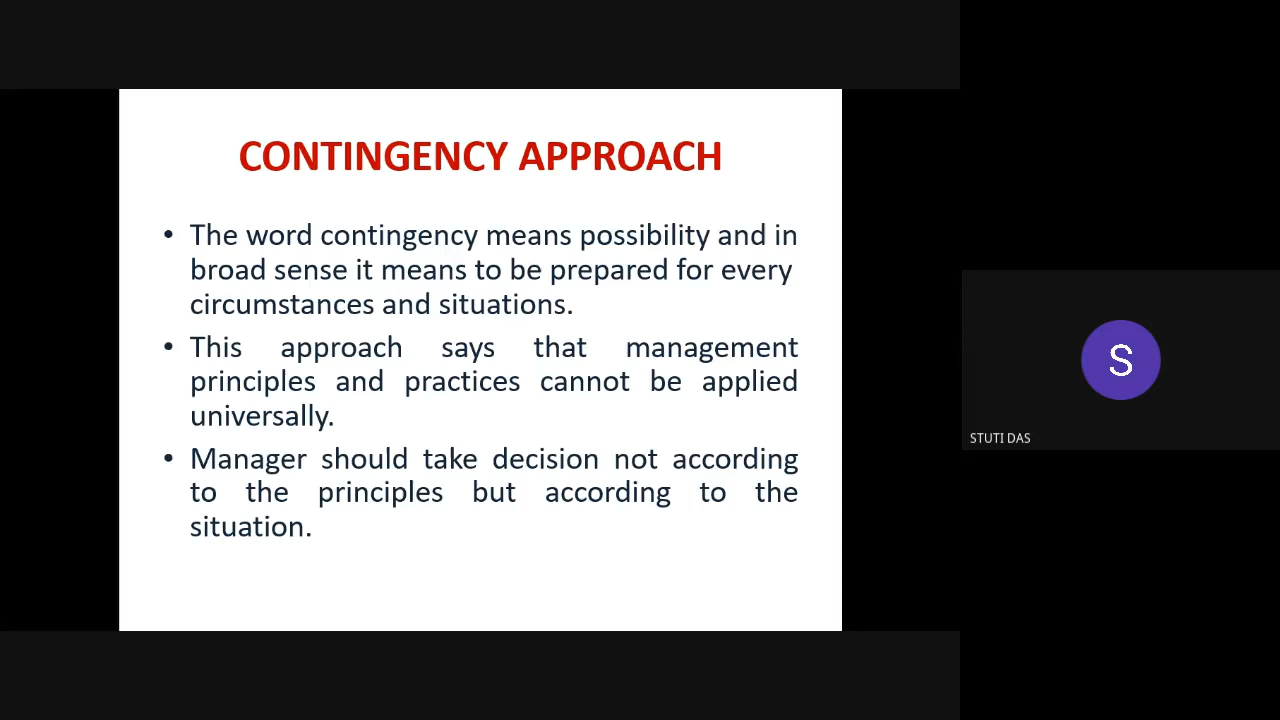 CONTINGENCY APPROACH
• The word contingency means possibility and in
broad sense it means to be prepared for every
circumstances and situations.
• This approach says that management
principles and practices cannot be applied
universally.
• Manager should take decision not according
to the principles but according to the
situation.
S
STUTI DAS